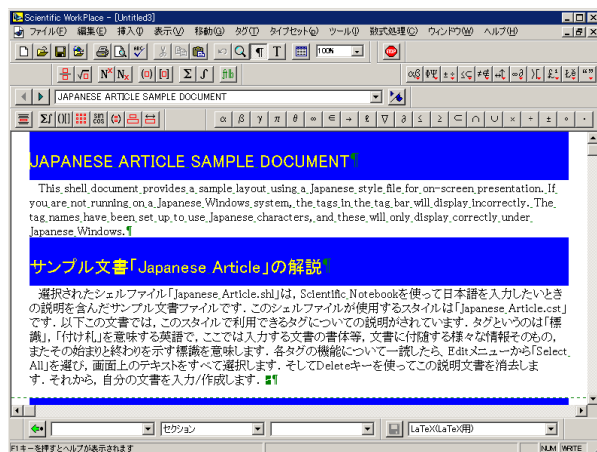 Scientific WorkPlace - [Untitled3]
ファイル(F) 編集(E) 挿入(I) 表示(V) 移動(G) タグ(T) タイプセット(e) ツール(I) 数式処理(C) ウィンドウ(W) ヘルプ(H)
100%
JAPANESE ARTICLE SAMPLE DOCUMENT
α β γ π θ ∞ ∈ → ℝ ∇ ∂ ≤ ≥ ⊂ ∩ ∪ × ÷ ± ∘ ·
JAPANESE ARTICLE SAMPLE DOCUMENT¶
This shell document provides a sample layout using a Japanese style file for on-screen presentation. If
you are not running on a Japanese Windows system, the tags in the tag bar will display incorrectly. The
tag names have been set up to use Japanese characters, and these will only display correctly under
Japanese Windows.¶
サンプル文書「Japanese Article」の解説¶
選択されたシェルファイル「Japanese_Article.shl」は, Scientific_Notebookを使って日本語を入力したいとき
の説明を含んだサンプル文書ファイルです. このシェルファイルが使用するスタイルは「Japanese_Article.cst」
です. 以下この文書では, このスタイルで利用できるタグについての説明がされています. タグというのは「標
識」, 「付け札」を意味する英語で, ここでは入力する文書の書体等, 文書に付随する様々な情報そのもの,
またその始まりと終わりを示す標識を意味します. 各タグの機能について一読したら, Editメニューから「Select
All」を選び, 画面上のテキストをすべて選択します. そしてDeleteキーを使ってこの説明文書を消去しま
す. それから, 自分の文書を入力/作成します. ¶
セクション
LaTeX(LaTeX用)
F1 キーを押すとヘルプが表示されます
NUM WRITE